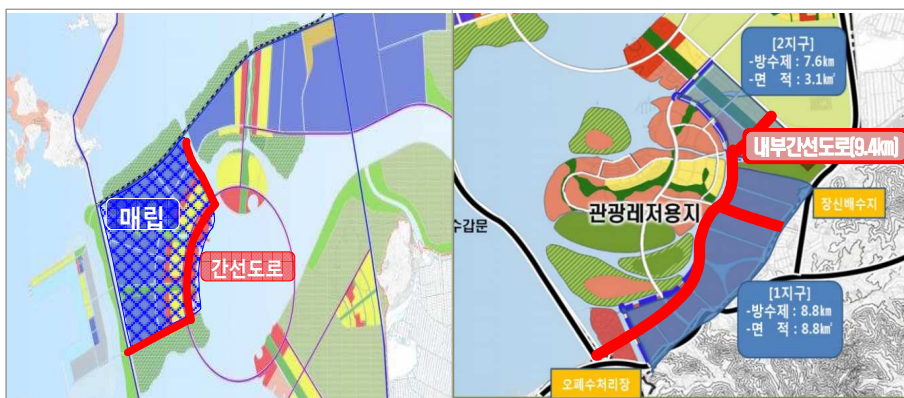 매립
간선도로
[2지구]
-방수제 : 7.6㎞
-면 적 : 3.1㎢
내부간선도로(9.4㎞)
장신배수지
관광레저용지
수갑문
[1지구]
-방수제 : 8.8㎞
-면 적 : 8.8㎢
오폐수처리장